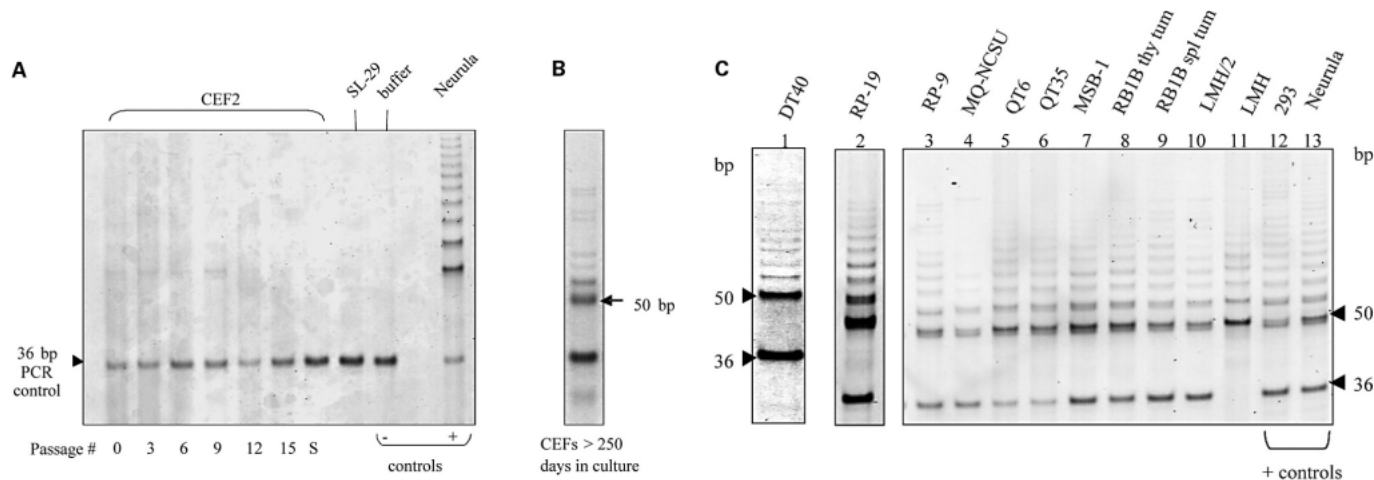 A
CEF2
SL-29
buffer
Neurula
36 bp
PCR
control
Passage # 0 3 6 9 12 15 S
- +
controls
B
50 bp
CEFs > 250
days in culture
C
DT40
RP-19
RP-9
MQ-NCSU
QT6
QT35
MSB-1
RB1B thy tum
RB1B spl tum
LMH/2
LMH
293
Neurula
1 2 3 4 5 6 7 8 9 10 11 12 13
bp bp
50
36
50
36
+ controls